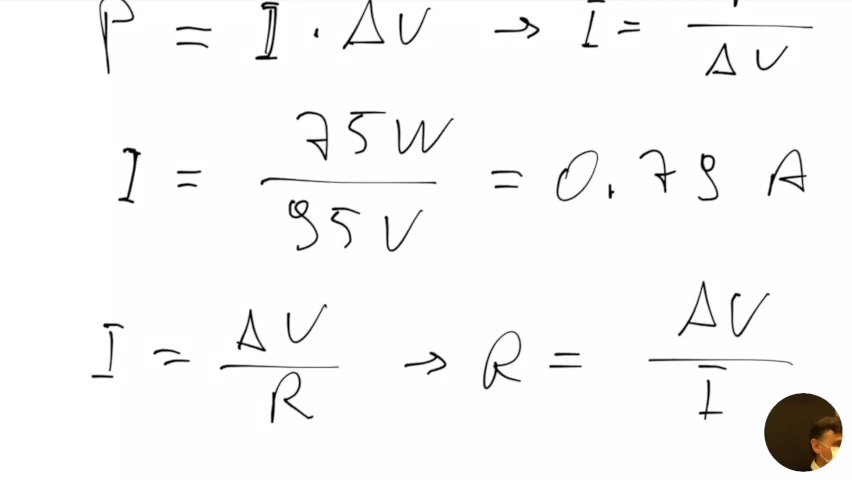 P = I · ΔV → I = / ΔV
I = 75W / 95V = 0.79 A
I = ΔV / R → R = ΔV / I